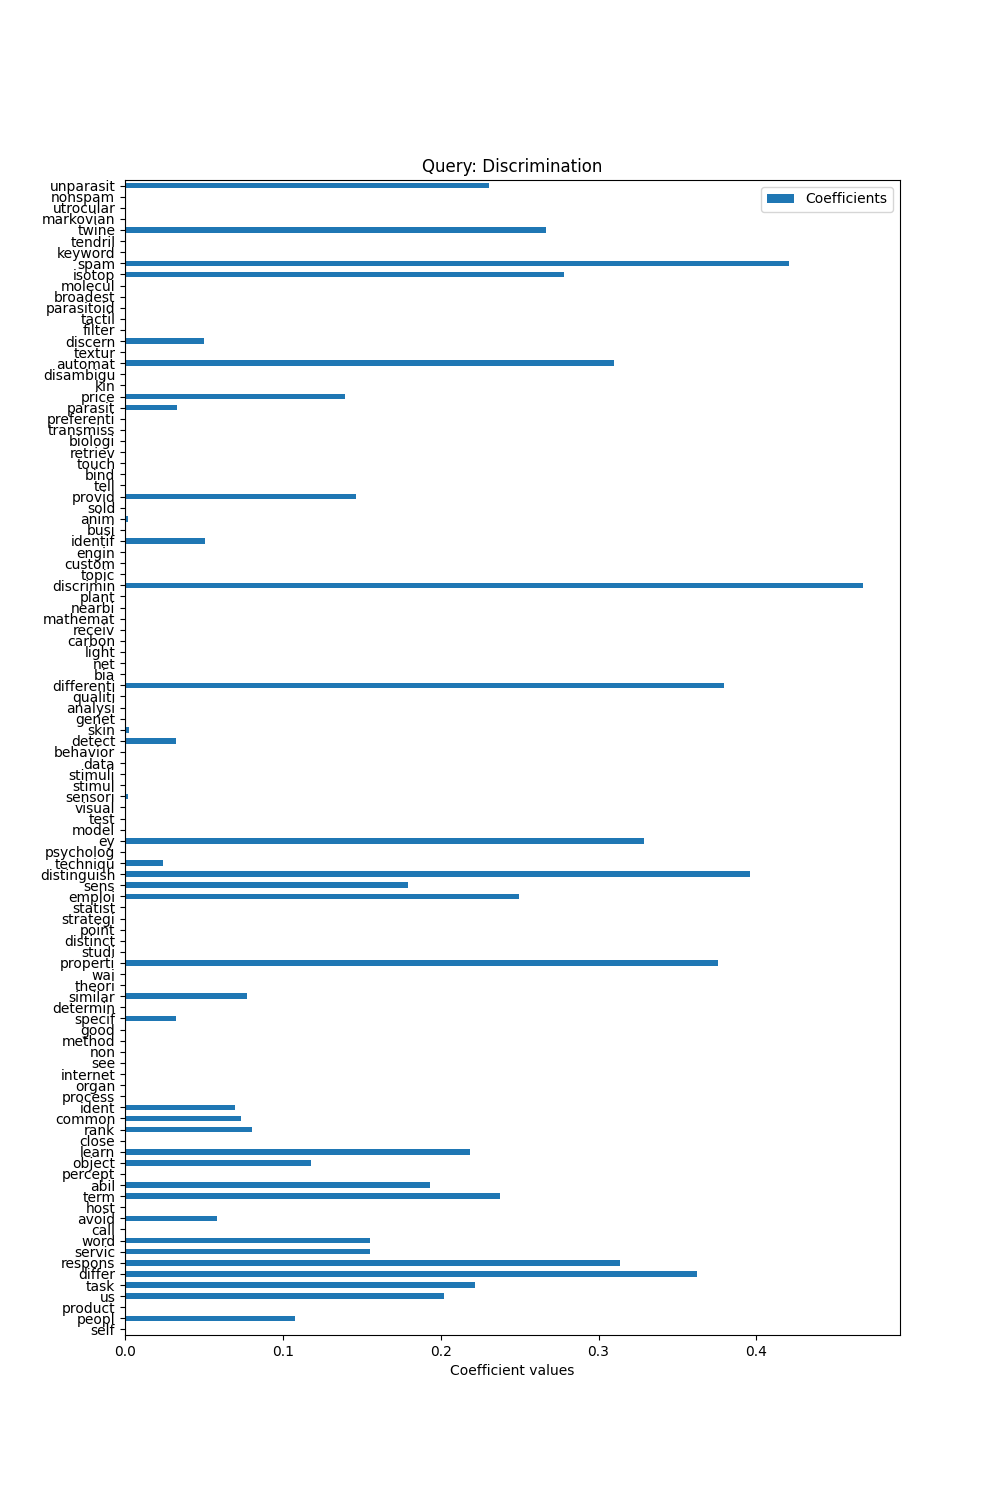 Query: Discrimination
Coefficients
unparasit
nonspam
utrocular
markovian
twine
tendril
keyword
spam
isotop
molecul
broadest
parasitoid
tactil
filter
discern
textur
automat
disambigu
kin
price
parasit
preferenti
transmiss
biologi
retriev
touch
bind
tell
provid
sold
anim
busi
identif
engin
custom
topic
discrimin
plant
nearbi
mathemat
receiv
carbon
light
net
bia
differenti
qualiti
analysi
genet
skin
detect
behavior
data
stimuli
stimul
sensori
visual
test
model
ey
psycholog
techniqu
distinguish
sens
emploi
statist
strategi
point
distinct
studi
properti
wai
theori
similar
determin
specif
good
method
non
see
internet
organ
process
ident
common
rank
close
learn
object
percept
abil
term
host
avoid
call
word
servic
respons
differ
task
us
product
peopl
self
0.0 0.1 0.2 0.3 0.4
Coefficient values